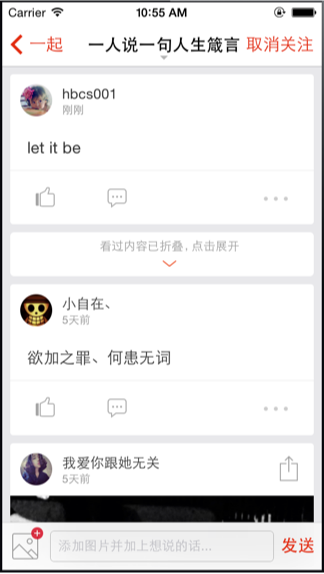 Carrier 10:55 AM
一起 一人说一句人生箴言 取消关注
hbcs001
刚刚
let it be
看过内容已折叠，点击展开
小自在、
5天前
欲加之罪、何患无词
我爱你跟她无关
5天前
添加图片并加上想说的话... 发送